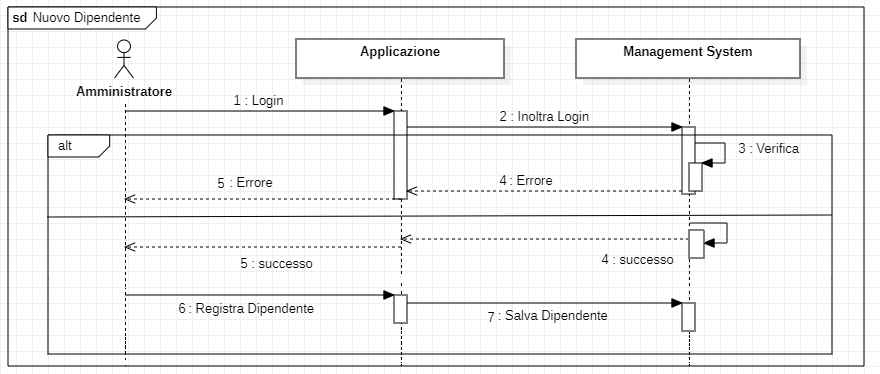 sd Nuovo Dipendente
Applicazione
Management System
Amministratore
1 : Login
2 : Inoltra Login
alt
3 : Verifica
4 : Errore
5 : Errore
4 : successo
5 : successo
6 : Registra Dipendente
7 : Salva Dipendente